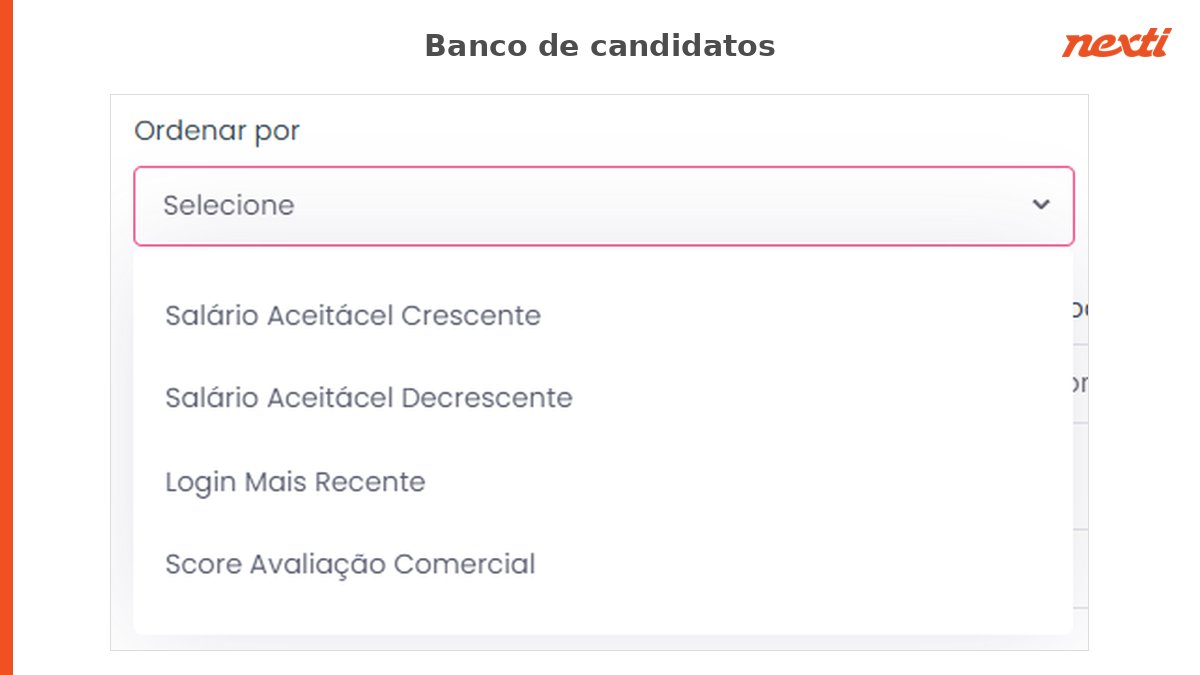 Banco de candidatos
nexti
Ordenar por
Selecione
Salário Aceitácel Crescente
Salário Aceitácel Decrescente
Login Mais Recente
Score Avaliação Comercial